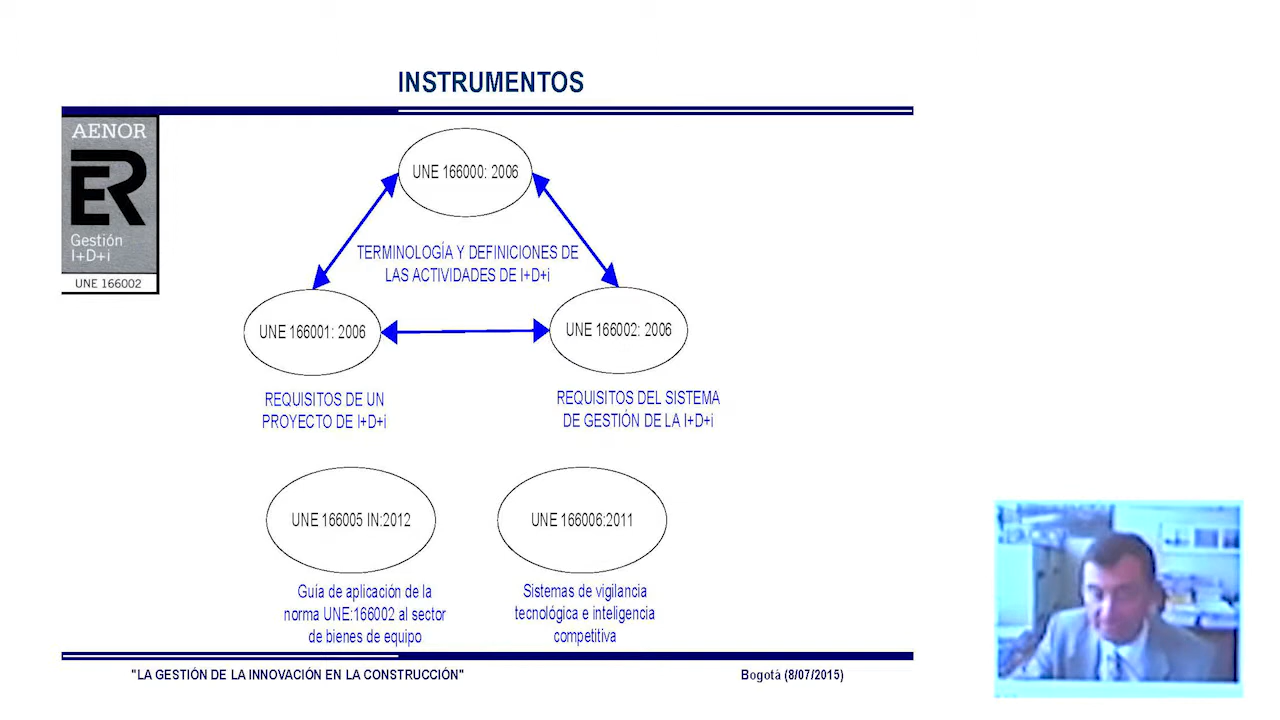 INSTRUMENTOS
AENOR
ER
Gestión
I+D+i
UNE 166002
UNE 166000: 2006
TERMINOLOGÍA Y DEFINICIONES DE
LAS ACTIVIDADES DE I+D+i
UNE 166001: 2006
UNE 166002: 2006
REQUISITOS DE UN
PROYECTO DE I+D+i
REQUISITOS DEL SISTEMA
DE GESTIÓN DE LA I+D+i
UNE 166005 IN:2012
UNE 166006:2011
Guía de aplicación de la
norma UNE:166002 al sector
de bienes de equipo
Sistemas de vigilancia
tecnológica e inteligencia
competitiva
"LA GESTIÓN DE LA INNOVACIÓN EN LA CONSTRUCCIÓN"
Bogotá (8/07/2015)